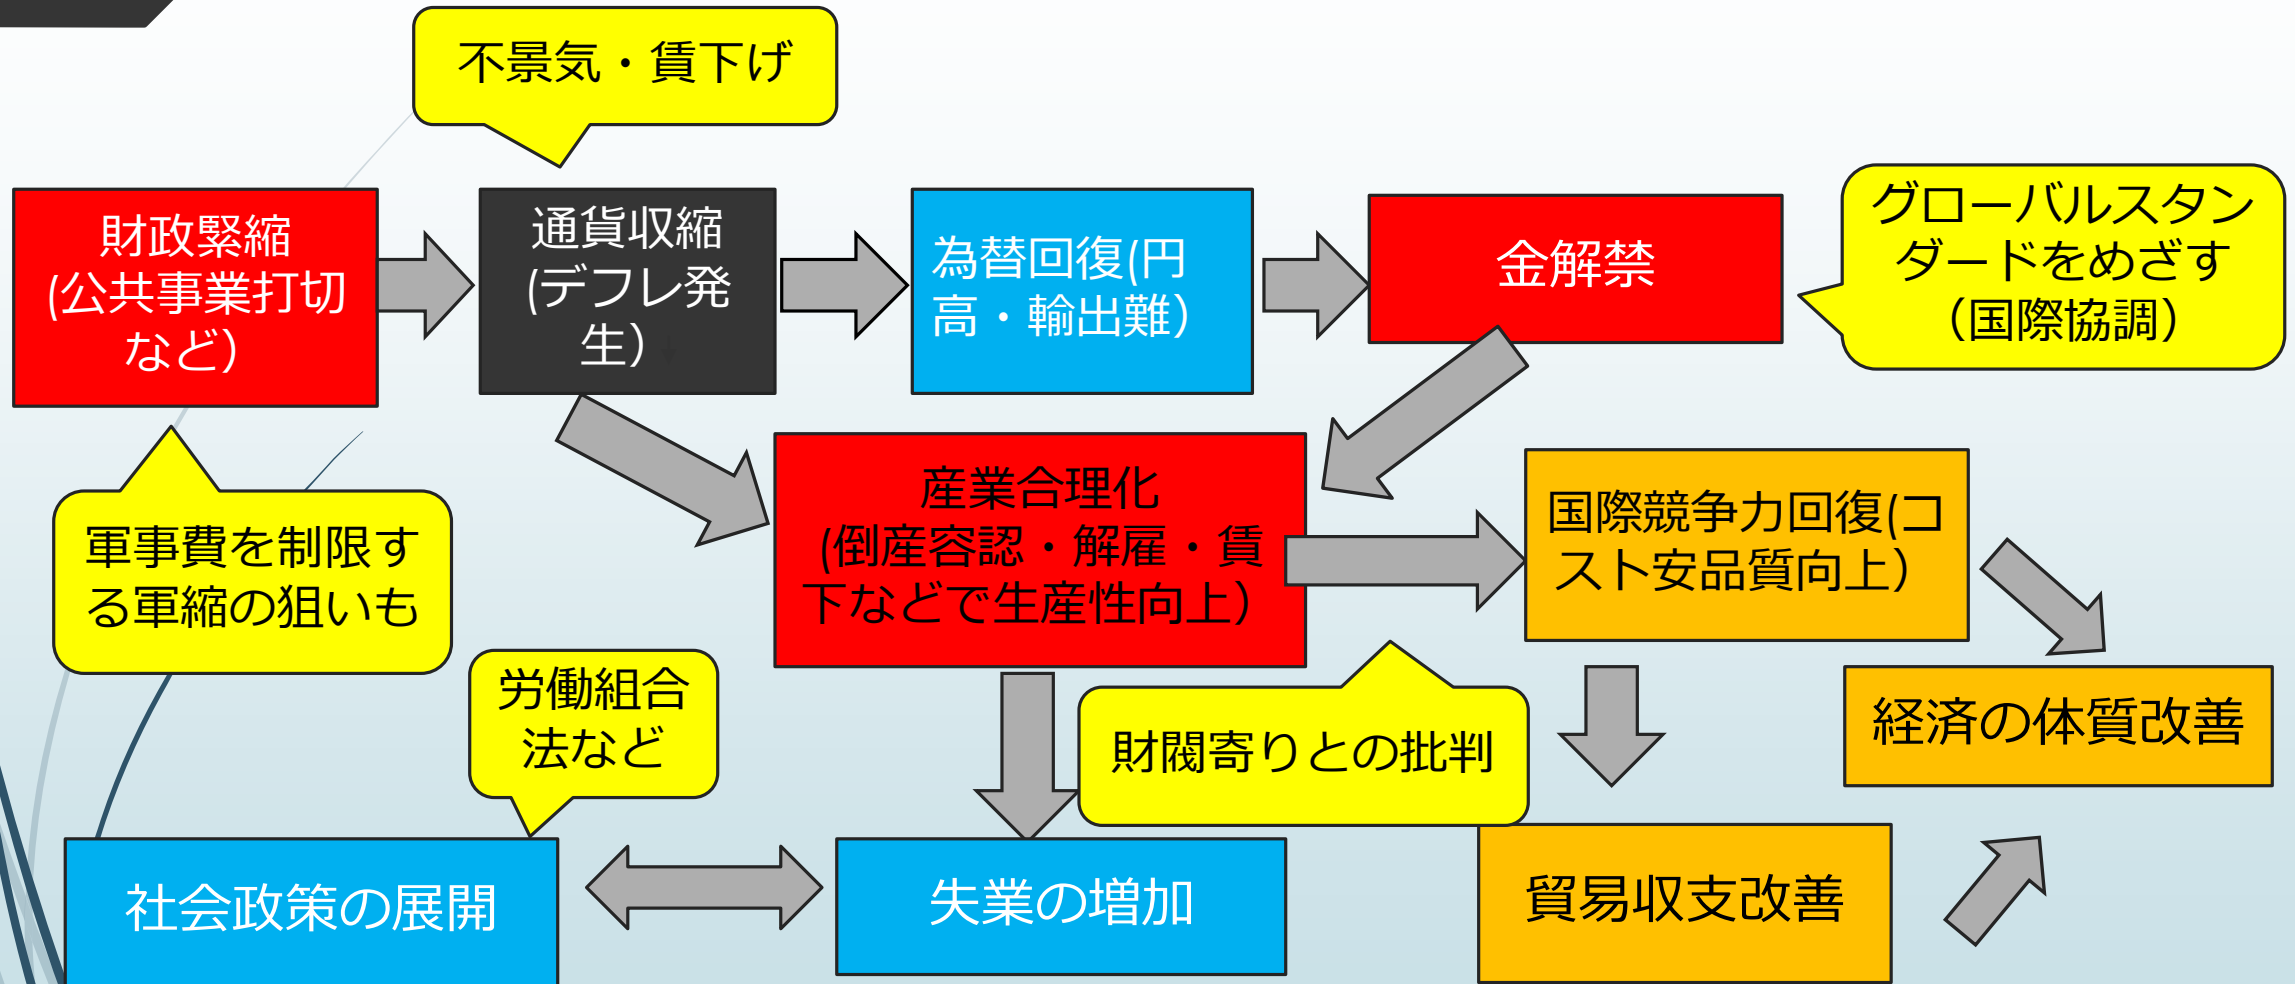 不景気・賃下げ
財政緊縮
(公共事業打切
など）
通貨収縮
(デフレ発
生）
為替回復(円
高・輸出難）
金解禁
グローバルスタン
ダードをめざす
（国際協調）
産業合理化
(倒産容認・解雇・賃
下などで生産性向上）
国際競争力回復(コ
スト安品質向上）
軍事費を制限す
る軍縮の狙いも
労働組合
法など
財閥寄りとの批判
経済の体質改善
社会政策の展開
失業の増加
貿易収支改善